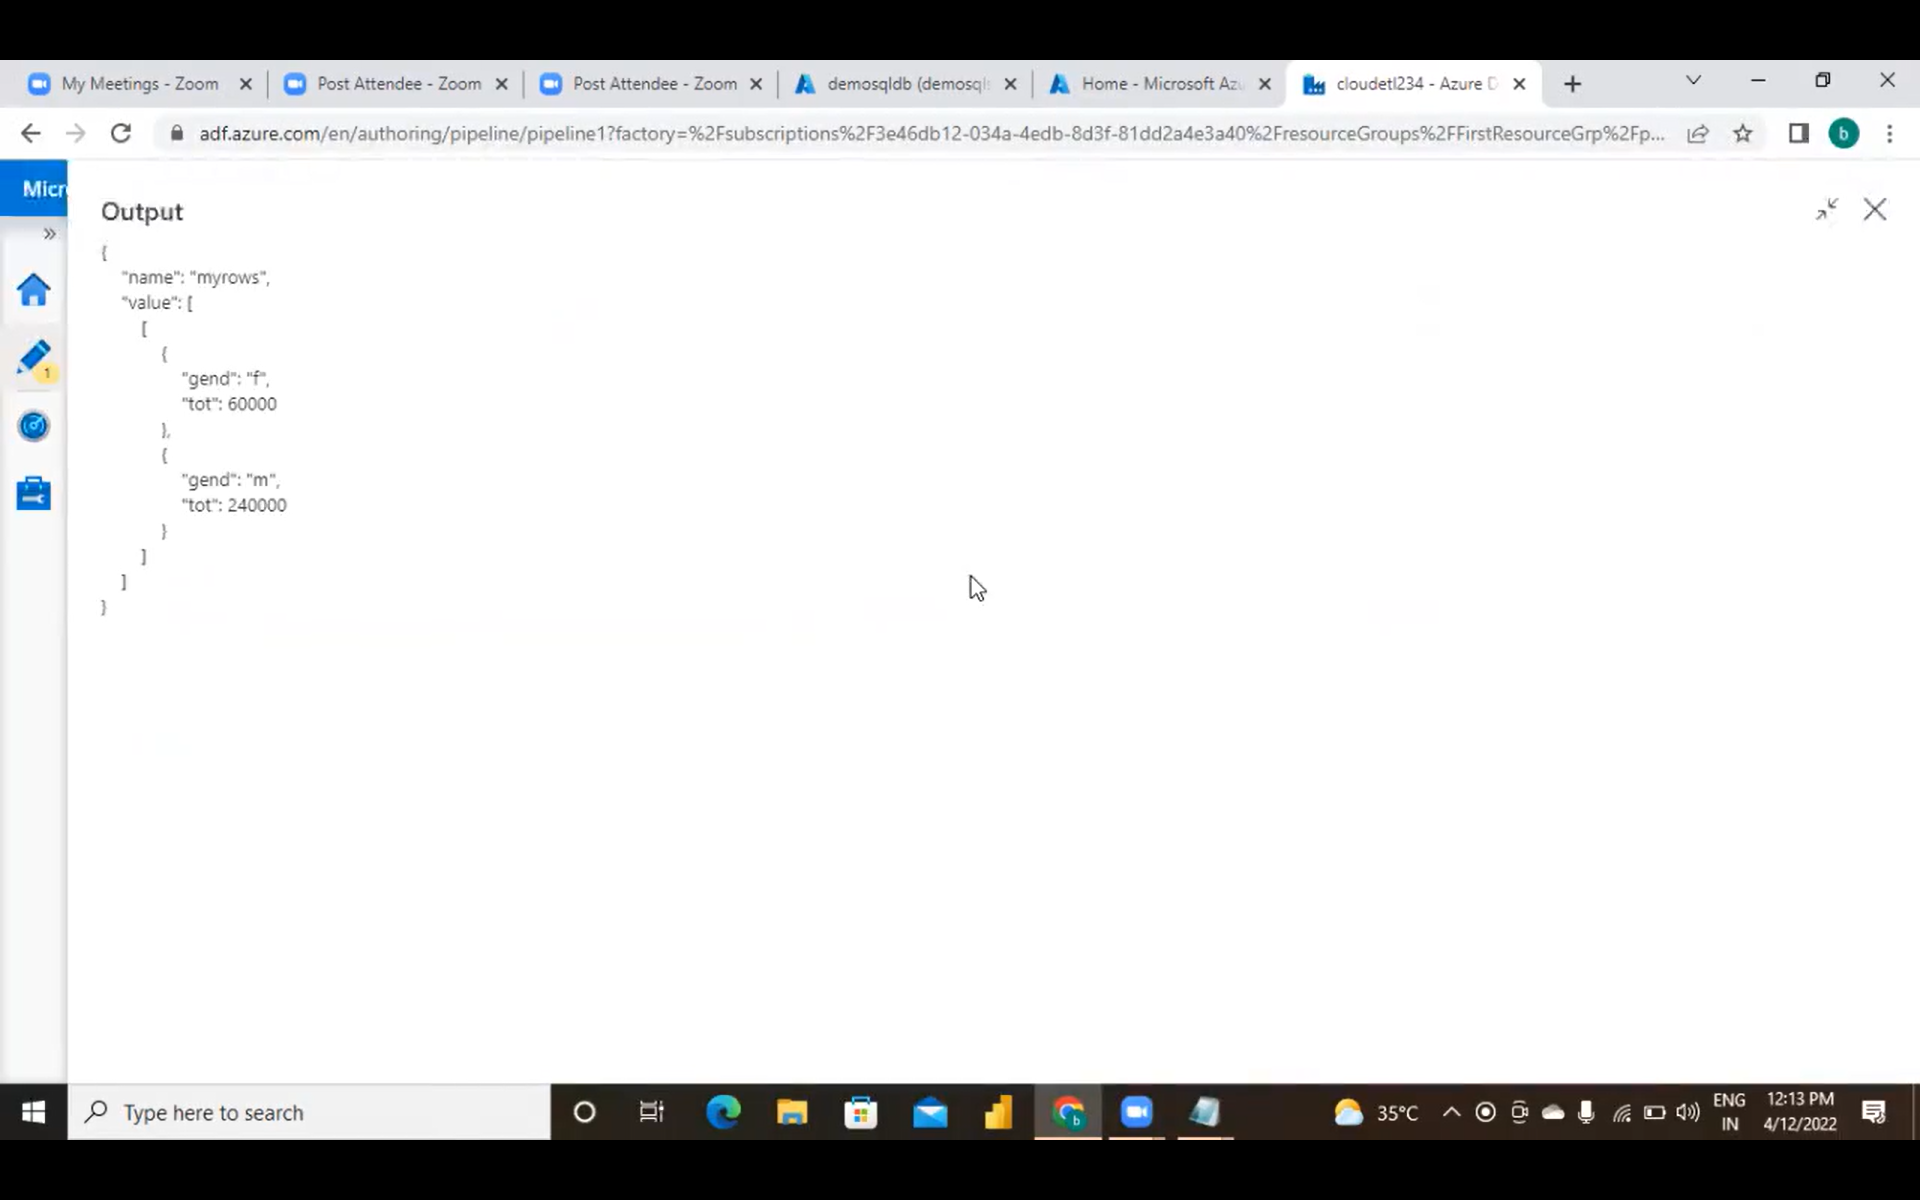 My Meetings - Zoom
Post Attendee - Zoom
Post Attendee - Zoom
demosqldb (demosql
Home - Microsoft Azu
cloudetl234 - Azure D
adf.azure.com/en/authoring/pipeline/pipeline1?factory=%2Fsubscriptions%2F3e46db12-034a-4edb-8d3f-81dd2a4e3a40%2FresourceGroups%2FFirstResourceGrp%2Fp...
b
Micr
»
1
Output
{
"name": "myrows",
"value": [
[
{
"gend": "f",
"tot": 60000
},
{
"gend": "m",
"tot": 240000
}
]
]
}
Type here to search
b
35°C
ENG
IN
12:13 PM
4/12/2022